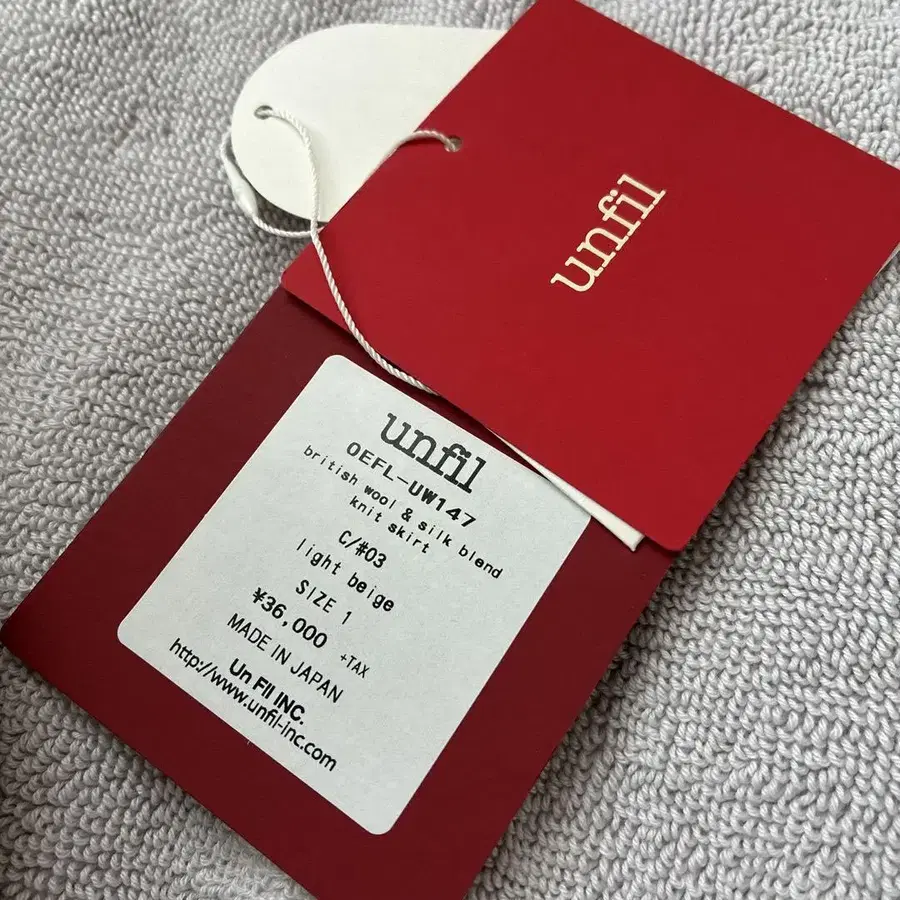 unfil
unfil
OEFL-UW147
british wool & silk blend
knit skirt
C/#03
light beige
SIZE 1
¥36,000 +TAX
MADE IN JAPAN
Un Fil INC.
http://www.unfil-inc.com